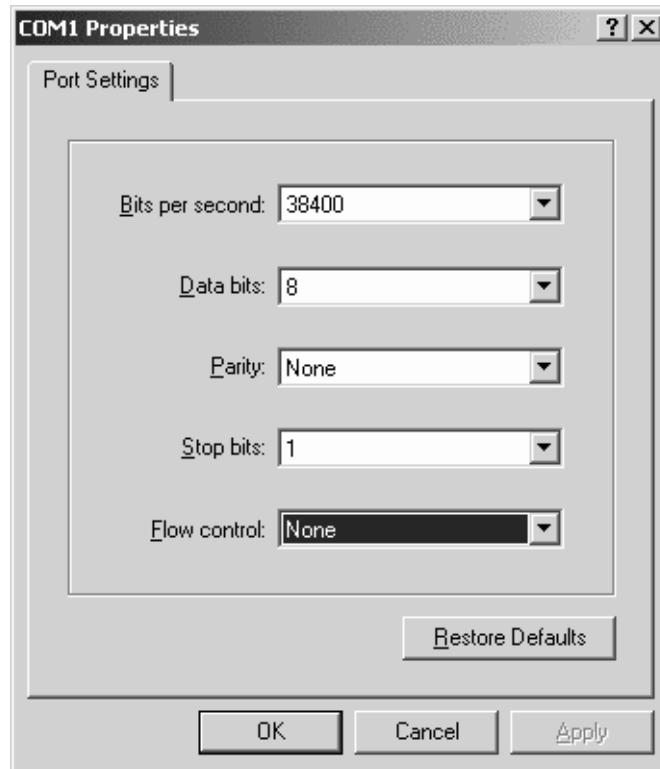 COM1 Properties
Port Settings
Bits per second: 38400
Data bits: 8
Parity: None
Stop bits: 1
Flow control: None
Restore Defaults
OK Cancel Apply